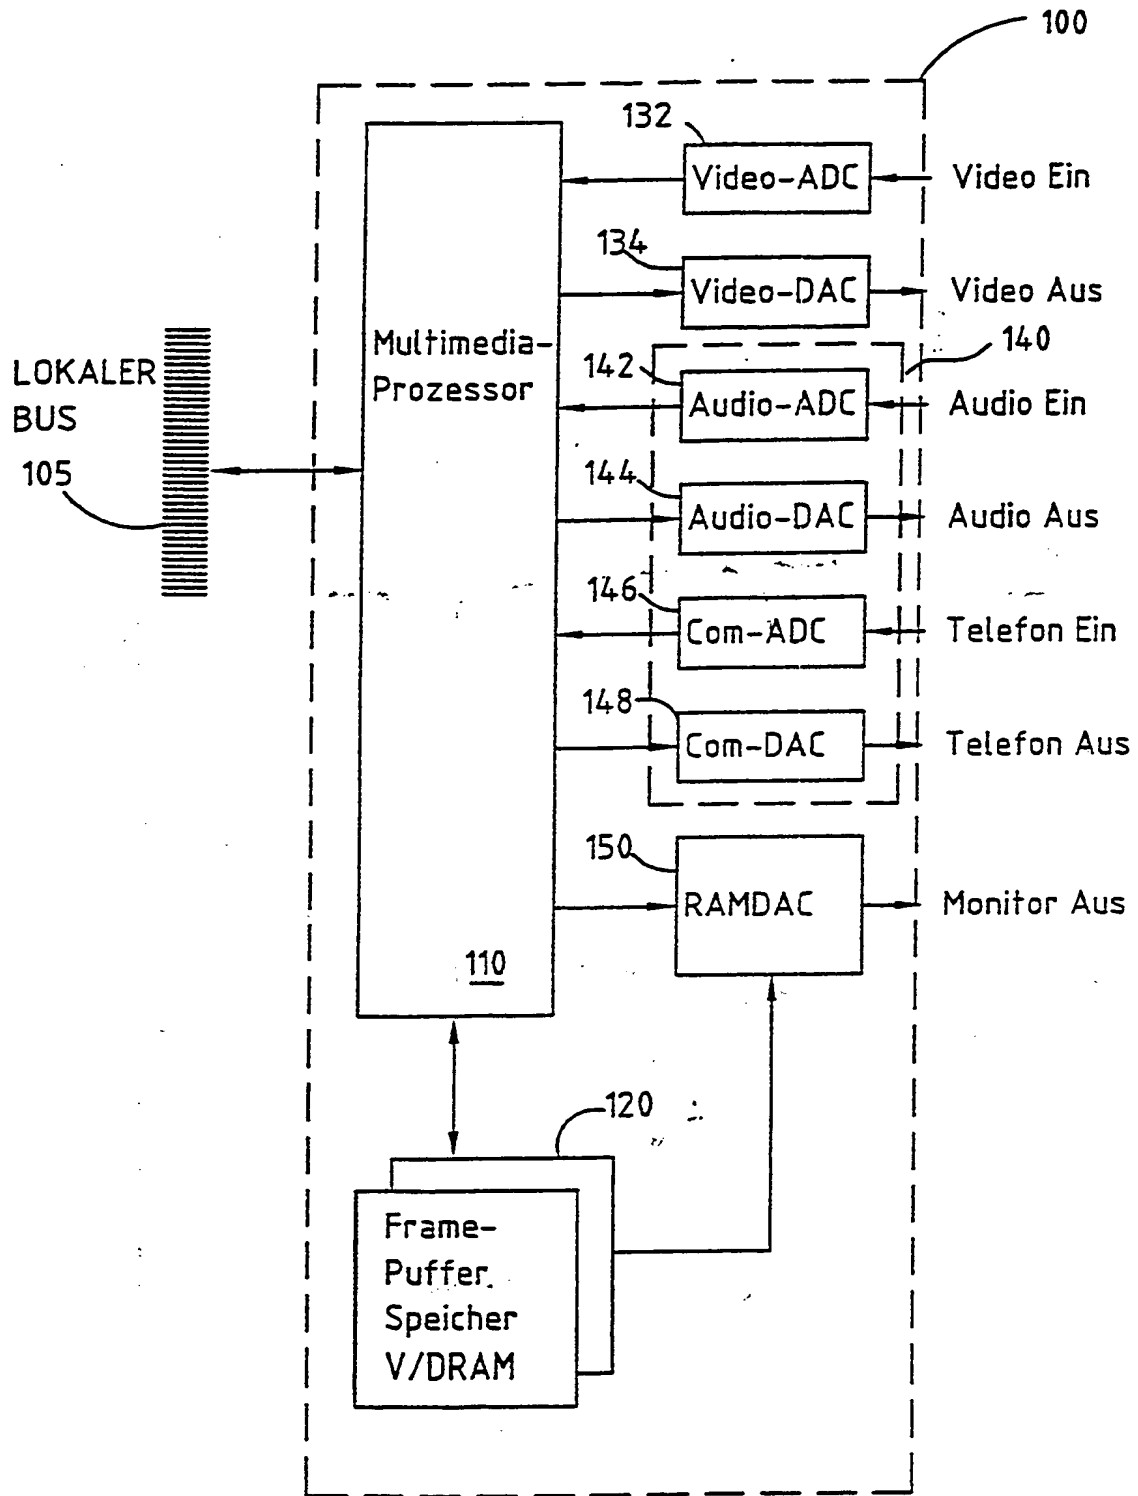 100
132
Video-ADC
Video Ein
134
Video-DAC
Video Aus
Multimedia-
Prozessor
140
LOKALER
BUS
142
Audio-ADC
Audio Ein
105
144
Audio-DAC
Audio Aus
146
Com-ADC
Telefon Ein
148
Com-DAC
Telefon Aus
150
RAMDAC
Monitor Aus
110
120
Frame-
Puffer
Speicher
V/DRAM